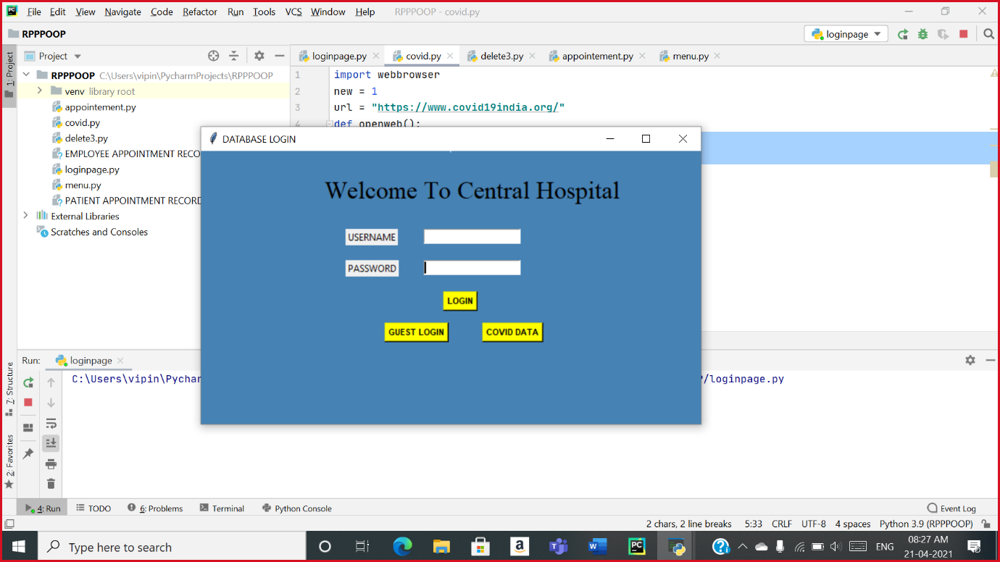 File Edit View Navigate Code Refactor Run Tools VCS Window Help RPPPOOP - covid.py
RPPPOOP
loginpage
1: Project
Project
loginpage.py
covid.py
delete3.py
appointement.py
menu.py
RPPPOOP C:\Users\vipin\PycharmProjects\RPPPOOP
venv library root
appointement.py
covid.py
delete3.py
EMPLOYEE APPOINTMENT RECO
loginpage.py
menu.py
PATIENT APPOINTMENT RECORD
External Libraries
Scratches and Consoles
1 import webbrowser
2 new = 1
3 url = "https://www.covid19india.org/"
4 def openweb():
DATABASE LOGIN
Welcome To Central Hospital
USERNAME
PASSWORD
LOGIN
GUEST LOGIN COVID DATA
7: Structure
2: Favorites
Run: loginpage
C:\Users\vipin\Pychar
/loginpage.py
4: Run TODO 6: Problems Terminal Python Console Event Log
2 chars, 2 line breaks 5:33 CRLF UTF-8 4 spaces Python 3.9 (RPPPOOP)
Type here to search
ENG
08:27 AM
21-04-2021